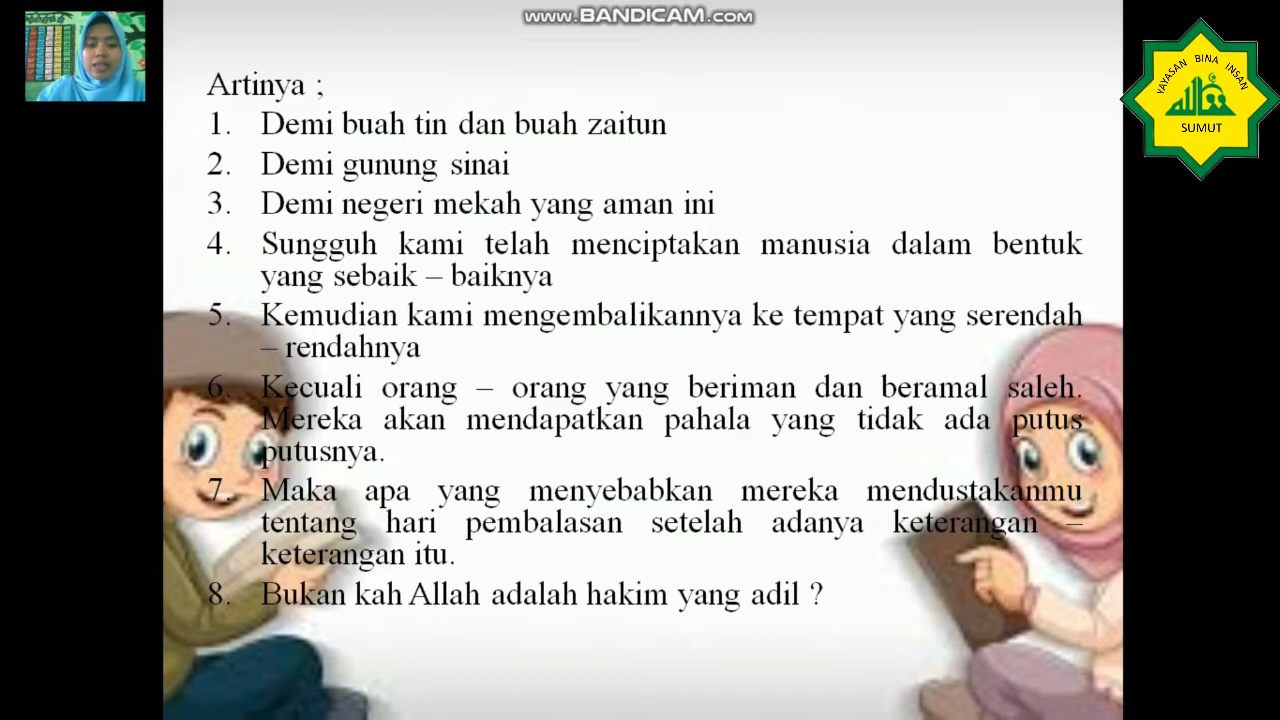 www.BANDICAM.com
YAYASAN BINA INSAN
SUMUT
Artinya ;
1. Demi buah tin dan buah zaitun
2. Demi gunung sinai
3. Demi negeri mekah yang aman ini
4. Sungguh kami telah menciptakan manusia dalam bentuk
yang sebaik – baiknya
5. Kemudian kami mengembalikannya ke tempat yang serendah
– rendahnya
6. Kecuali orang – orang yang beriman dan beramal saleh.
Mereka akan mendapatkan pahala yang tidak ada putus
putusnya.
7. Maka apa yang menyebabkan mereka mendustakanmu
tentang hari pembalasan setelah adanya keterangan –
keterangan itu.
8. Bukan kah Allah adalah hakim yang adil ?